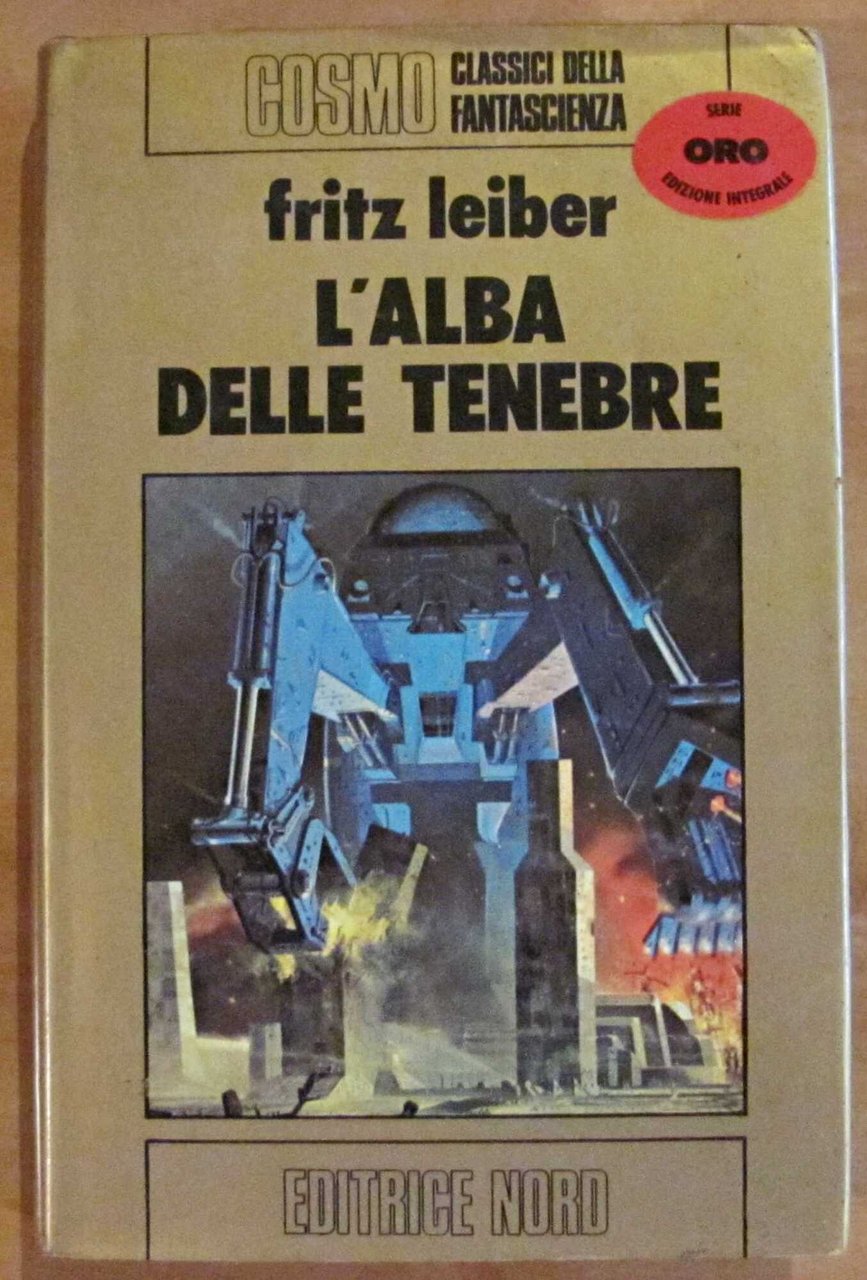 COSMO
CLASSICI DELLA
FANTASCIENZA
SERIE
ORO
EDIZIONE INTEGRALE
fritz leiber
L'ALBA
DELLE TENEBRE
EDITRICE NORD